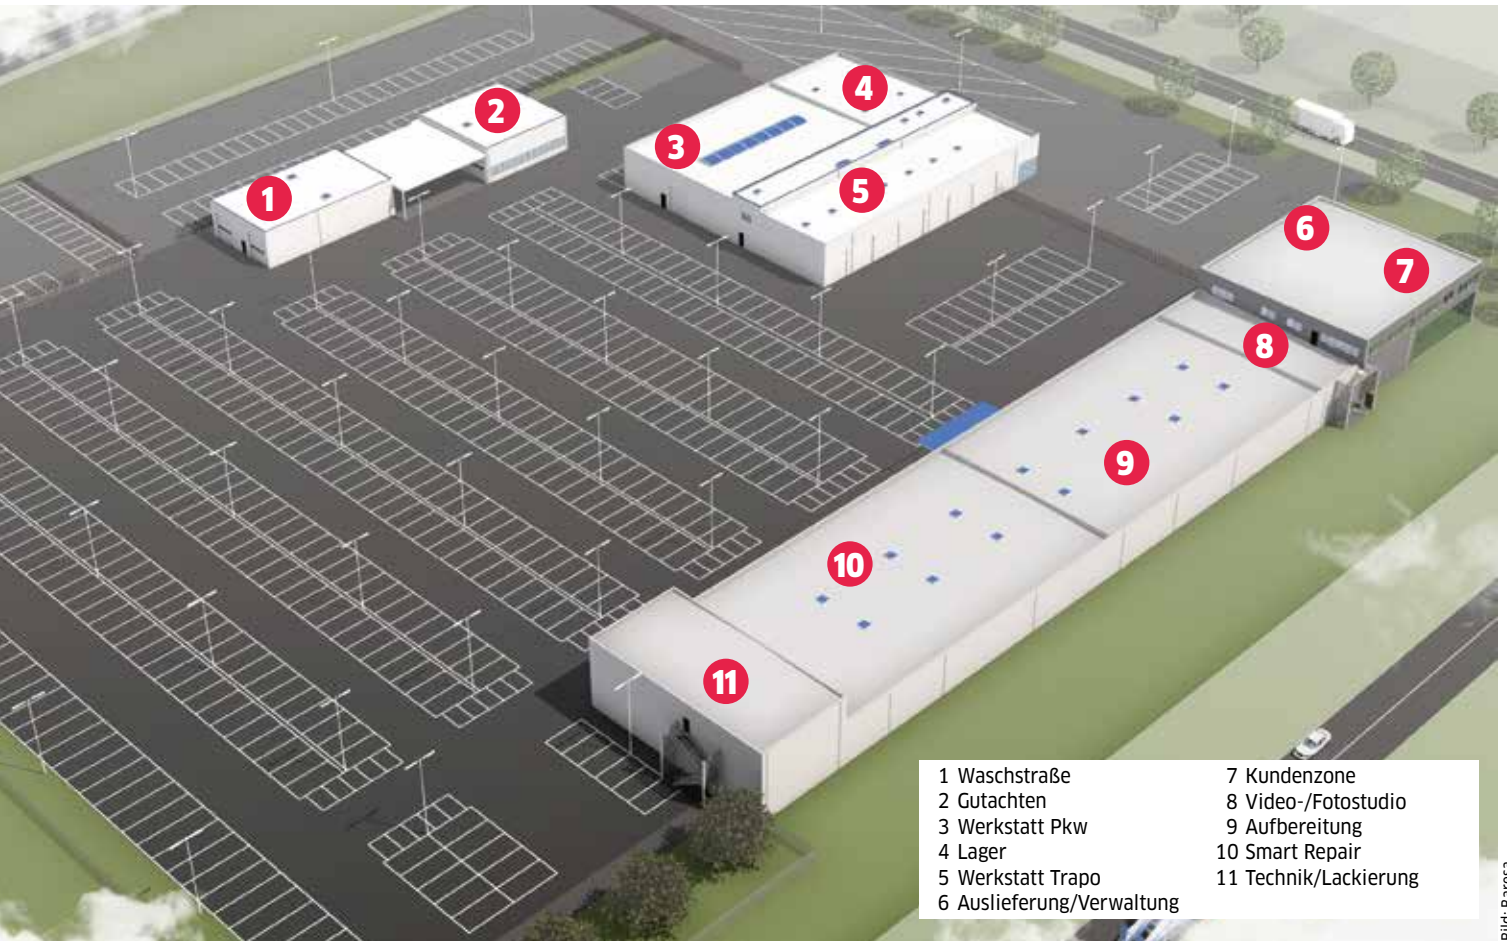 1
2
3
4
5
6
7
8
9
10
11
1 Waschstraße
2 Gutachten
3 Werkstatt Pkw
4 Lager
5 Werkstatt Trapo
6 Auslieferung/Verwaltung
7 Kundenzone
8 Video-/Fotostudio
9 Aufbereitung
10 Smart Repair
11 Technik/Lackierung
Bild: